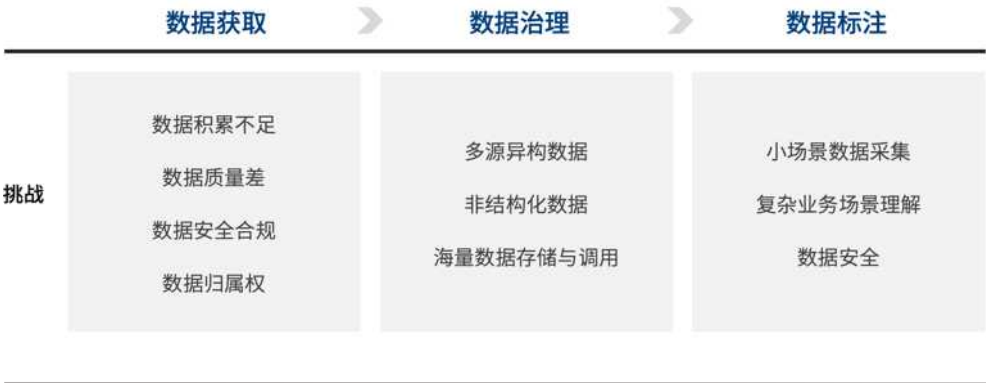 数据获取
数据治理
数据标注
挑战
数据积累不足
数据质量差
数据安全合规
数据归属权
多源异构数据
非结构化数据
海量数据存储与调用
小场景数据采集
复杂业务场景理解
数据安全